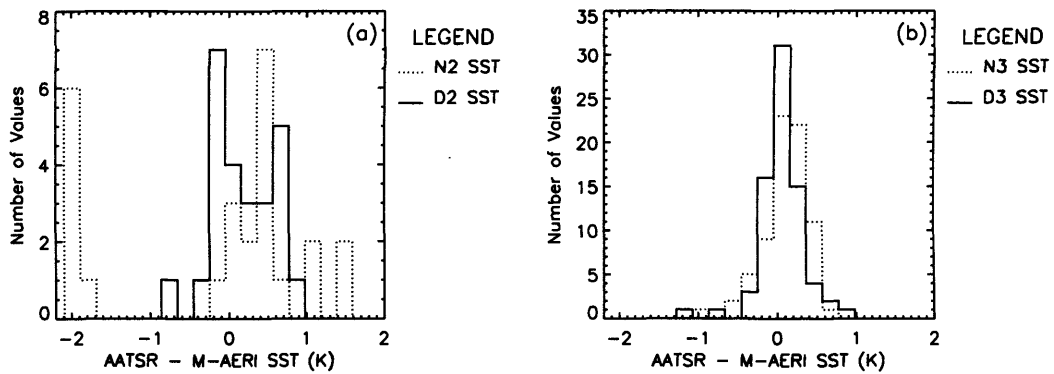 (a)
LEGEND
N2 SST
D2 SST
8
6
4
2
0
Number of Values
−2 −1 0 1 2
AATSR − M−AERI SST (K)
(b)
LEGEND
N3 SST
D3 SST
35
30
25
20
15
10
5
0
Number of Values
−2 −1 0 1 2
AATSR − M−AERI SST (K)